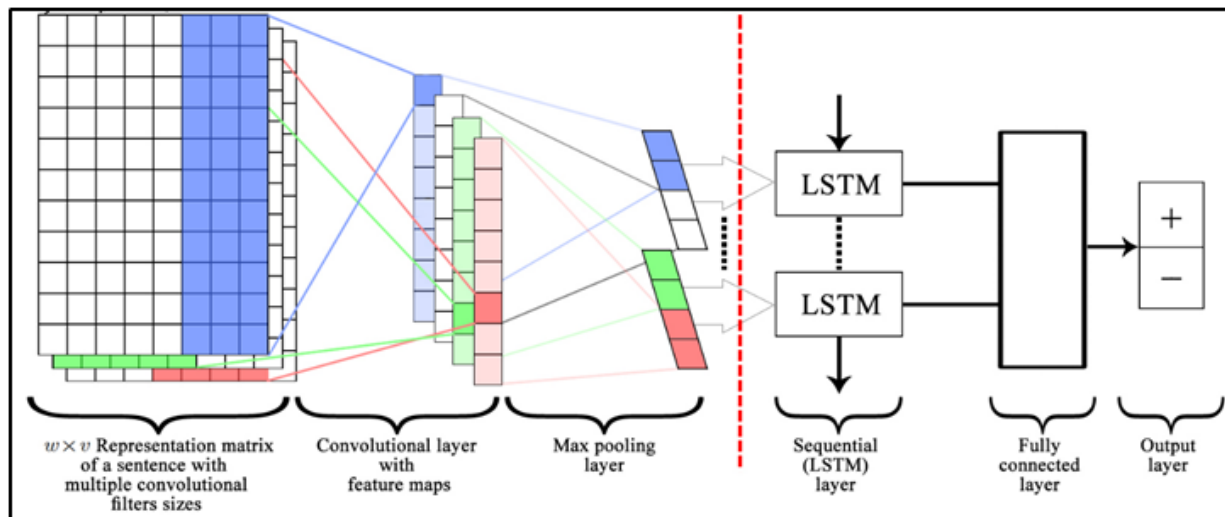 LSTM
LSTM
+
−
w × v Representation matrix
of a sentence with
multiple convolutional
filters sizes
Convolutional layer
with
feature maps
Max pooling
layer
Sequential
(LSTM)
layer
Fully
connected
layer
Output
layer